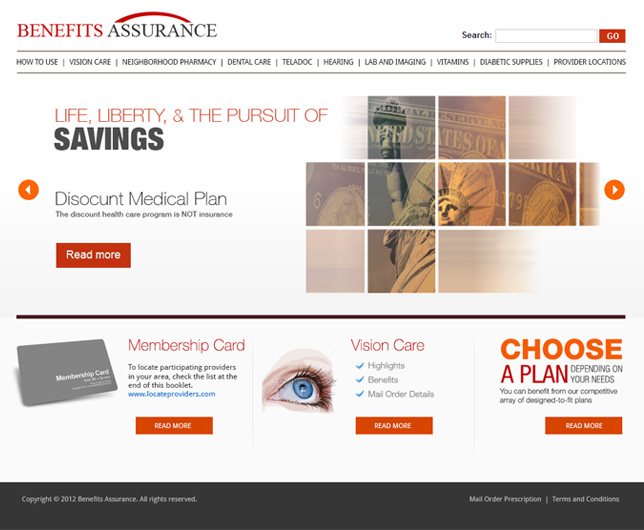 BENEFITS ASSURANCE
Search:
GO
HOW TO USE | VISION CARE | NEIGHBORHOOD PHARMACY | DENTAL CARE | TELADOC | HEARING | LAB AND IMAGING | VITAMINS | DIABETIC SUPPLIES | PROVIDER LOCATIONS
LIFE, LIBERTY, & THE PURSUIT OF
SAVINGS
Disocunt Medical Plan
The discount health care program is NOT insurance
Read more
STATES OF AM
Membership Card
Membership Card
To locate participating providers
in your area, check the list at the
end of this booklet.
www.locateproviders.com
READ MORE
Vision Care
Highlights
Benefits
Mail Order Details
READ MORE
CHOOSE
A PLAN DEPENDING ON
YOUR NEEDS
You can benefit from our competitive
array of designed-to-fit plans
READ MORE
Copyright © 2012 Benefits Assurance. All rights reserved.
Mail Order Prescription | Terms and Conditions